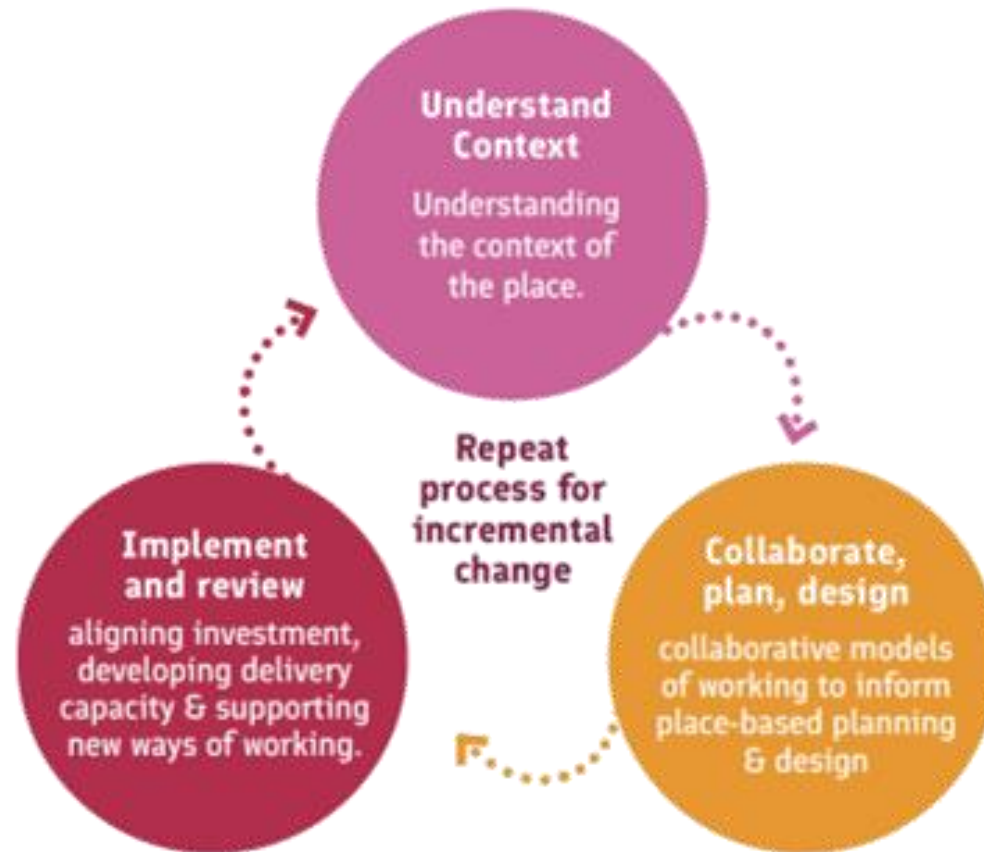 Understand
Context
Understanding
the context of
the place.
Repeat
process for
incremental
change
Collaborate,
plan, design
collaborative models
of working to inform
place-based planning
& design
Implement
and review
aligning investment,
developing delivery
capacity & supporting
new ways of working.